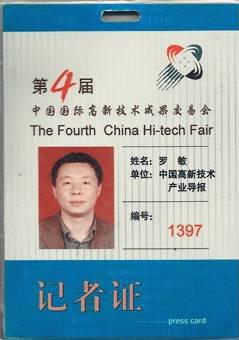 第4届
中国国际高新技术成果交易会
The Fourth China Hi-tech Fair
姓名: 罗 敏
单位: 中国高新技术
产业导报
编号:
1397
记者证
press card